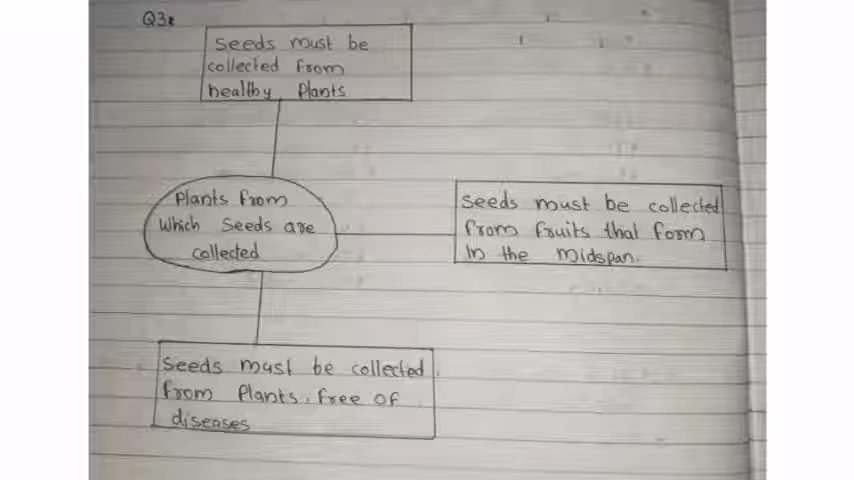 Q3.
Seeds must be
collected from
healthy Plants
Plants from
Which Seeds are
collected
Seeds must be collected
from fruits that form
In the midspan.
Seeds must be collected
from Plants. free of
diseases